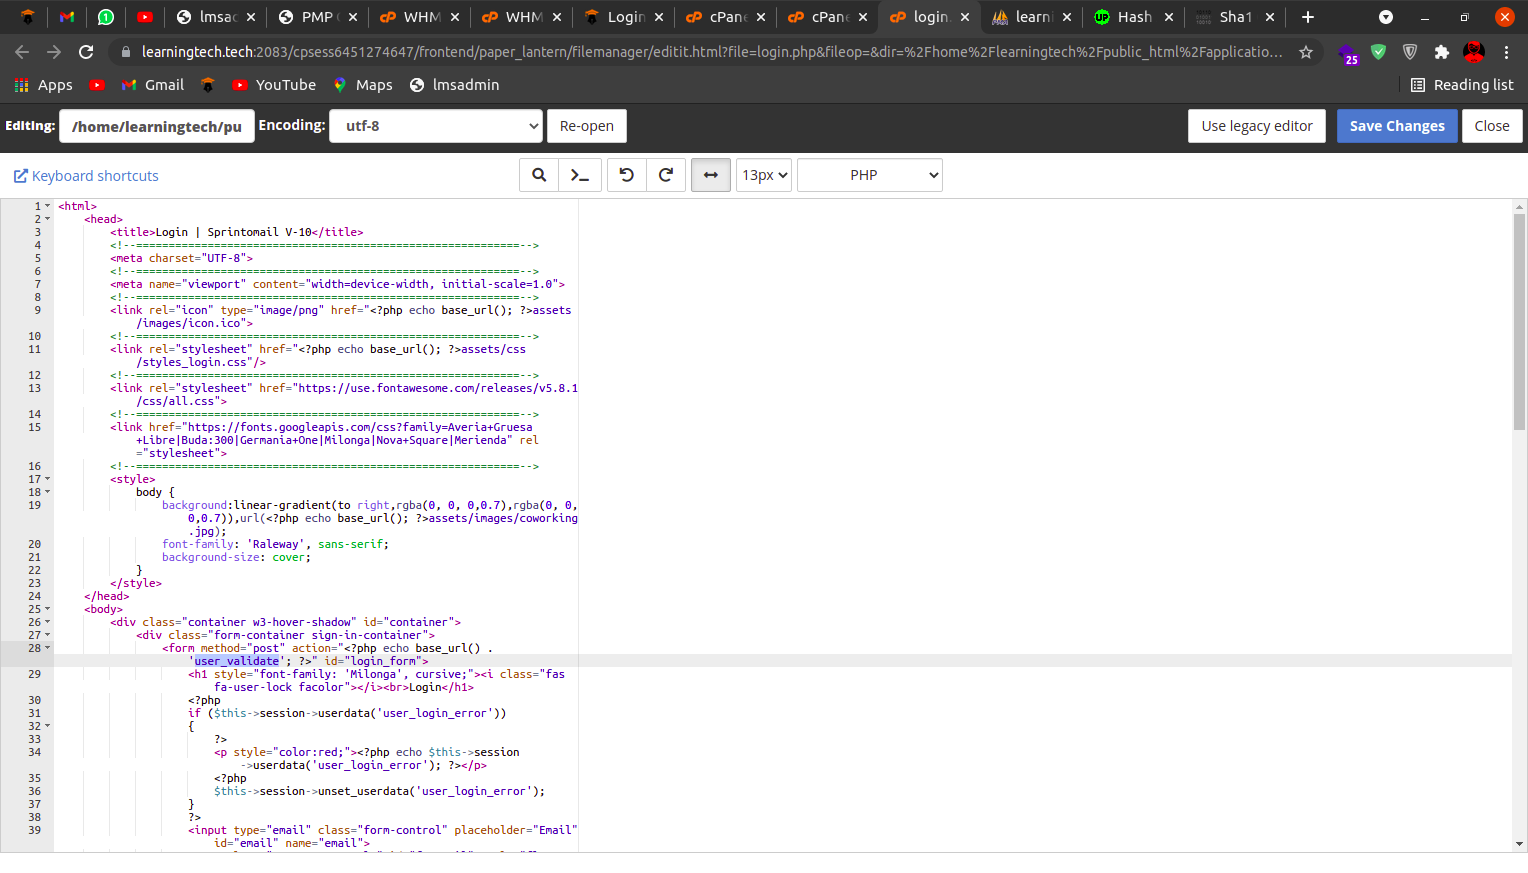 1
lmsac
PMP
WHM
WHM
Login
cPane
cPane
login.
learni
Hash
Sha1
learningtech.tech:2083/cpsess6451274647/frontend/paper_lantern/filemanager/editit.html?file=login.php&fileop=&dir=%2Fhome%2Flearningtech%2Fpublic_html%2Fapplicatio...
25
Apps
Gmail
YouTube
Maps
lmsadmin
Reading list
Editing:
/home/learningtech/pu
Encoding:
utf-8
Re-open
Use legacy editor
Save Changes
Close
Keyboard shortcuts
13px
PHP
1 <html>
2 <head>
3 <title>Login | Sprintomail V-10</title>
4 <!--===========================================================-->
5 <meta charset="UTF-8">
6 <!--===========================================================-->
7 <meta name="viewport" content="width=device-width, initial-scale=1.0">
8 <!--===========================================================-->
9 <link rel="icon" type="image/png" href="<?php echo base_url(); ?>assets
/images/icon.ico">
10 <!--===========================================================-->
11 <link rel="stylesheet" href="<?php echo base_url(); ?>assets/css
/styles_login.css"/>
12 <!--===========================================================-->
13 <link rel="stylesheet" href="https://use.fontawesome.com/releases/v5.8.1
/css/all.css">
14 <!--===========================================================-->
15 <link href="https://fonts.googleapis.com/css?family=Averia+Gruesa
+Libre|Buda:300|Germania+One|Milonga|Nova+Square|Merienda" rel
="stylesheet">
16 <!--===========================================================-->
17 <style>
18 body {
19 background:linear-gradient(to right,rgba(0, 0, 0,0.7),rgba(0, 0,
0,0.7)),url(<?php echo base_url(); ?>assets/images/coworking
.jpg);
20 font-family: 'Raleway', sans-serif;
21 background-size: cover;
22 }
23 </style>
24 </head>
25 <body>
26 <div class="container w3-hover-shadow" id="container">
27 <div class="form-container sign-in-container">
28 <form method="post" action="<?php echo base_url() .
'user_validate'; ?>" id="login_form">
29 <h1 style="font-family: 'Milonga', cursive;"><i class="fas
fa-user-lock facolor"></i><br>Login</h1>
30 <?php
31 if ($this->session->userdata('user_login_error'))
32 {
33 ?>
34 <p style="color:red;"><?php echo $this->session
->userdata('user_login_error'); ?></p>
35 <?php
36 $this->session->unset_userdata('user_login_error');
37 }
38 ?>
39 <input type="email" class="form-control" placeholder="Email"
id="email" name="email">